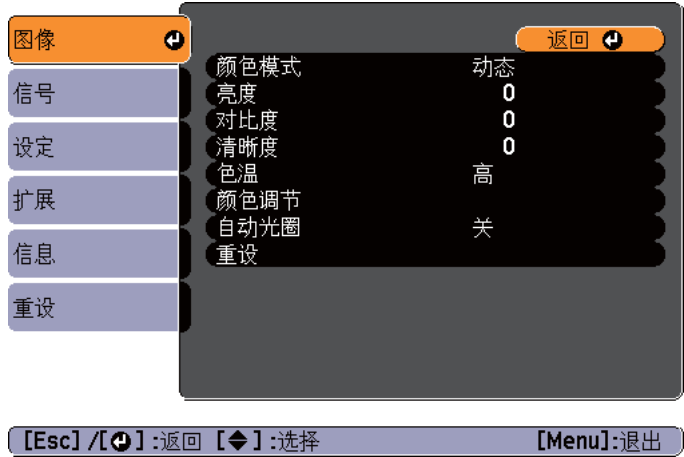 图像
信号
设定
扩展
信息
重设
返回
颜色模式 动态
亮度 0
对比度 0
清晰度 0
色温 高
颜色调节
自动光圈 关
重设
[Esc] /[ ] :返回 [ ] :选择 [Menu]:退出